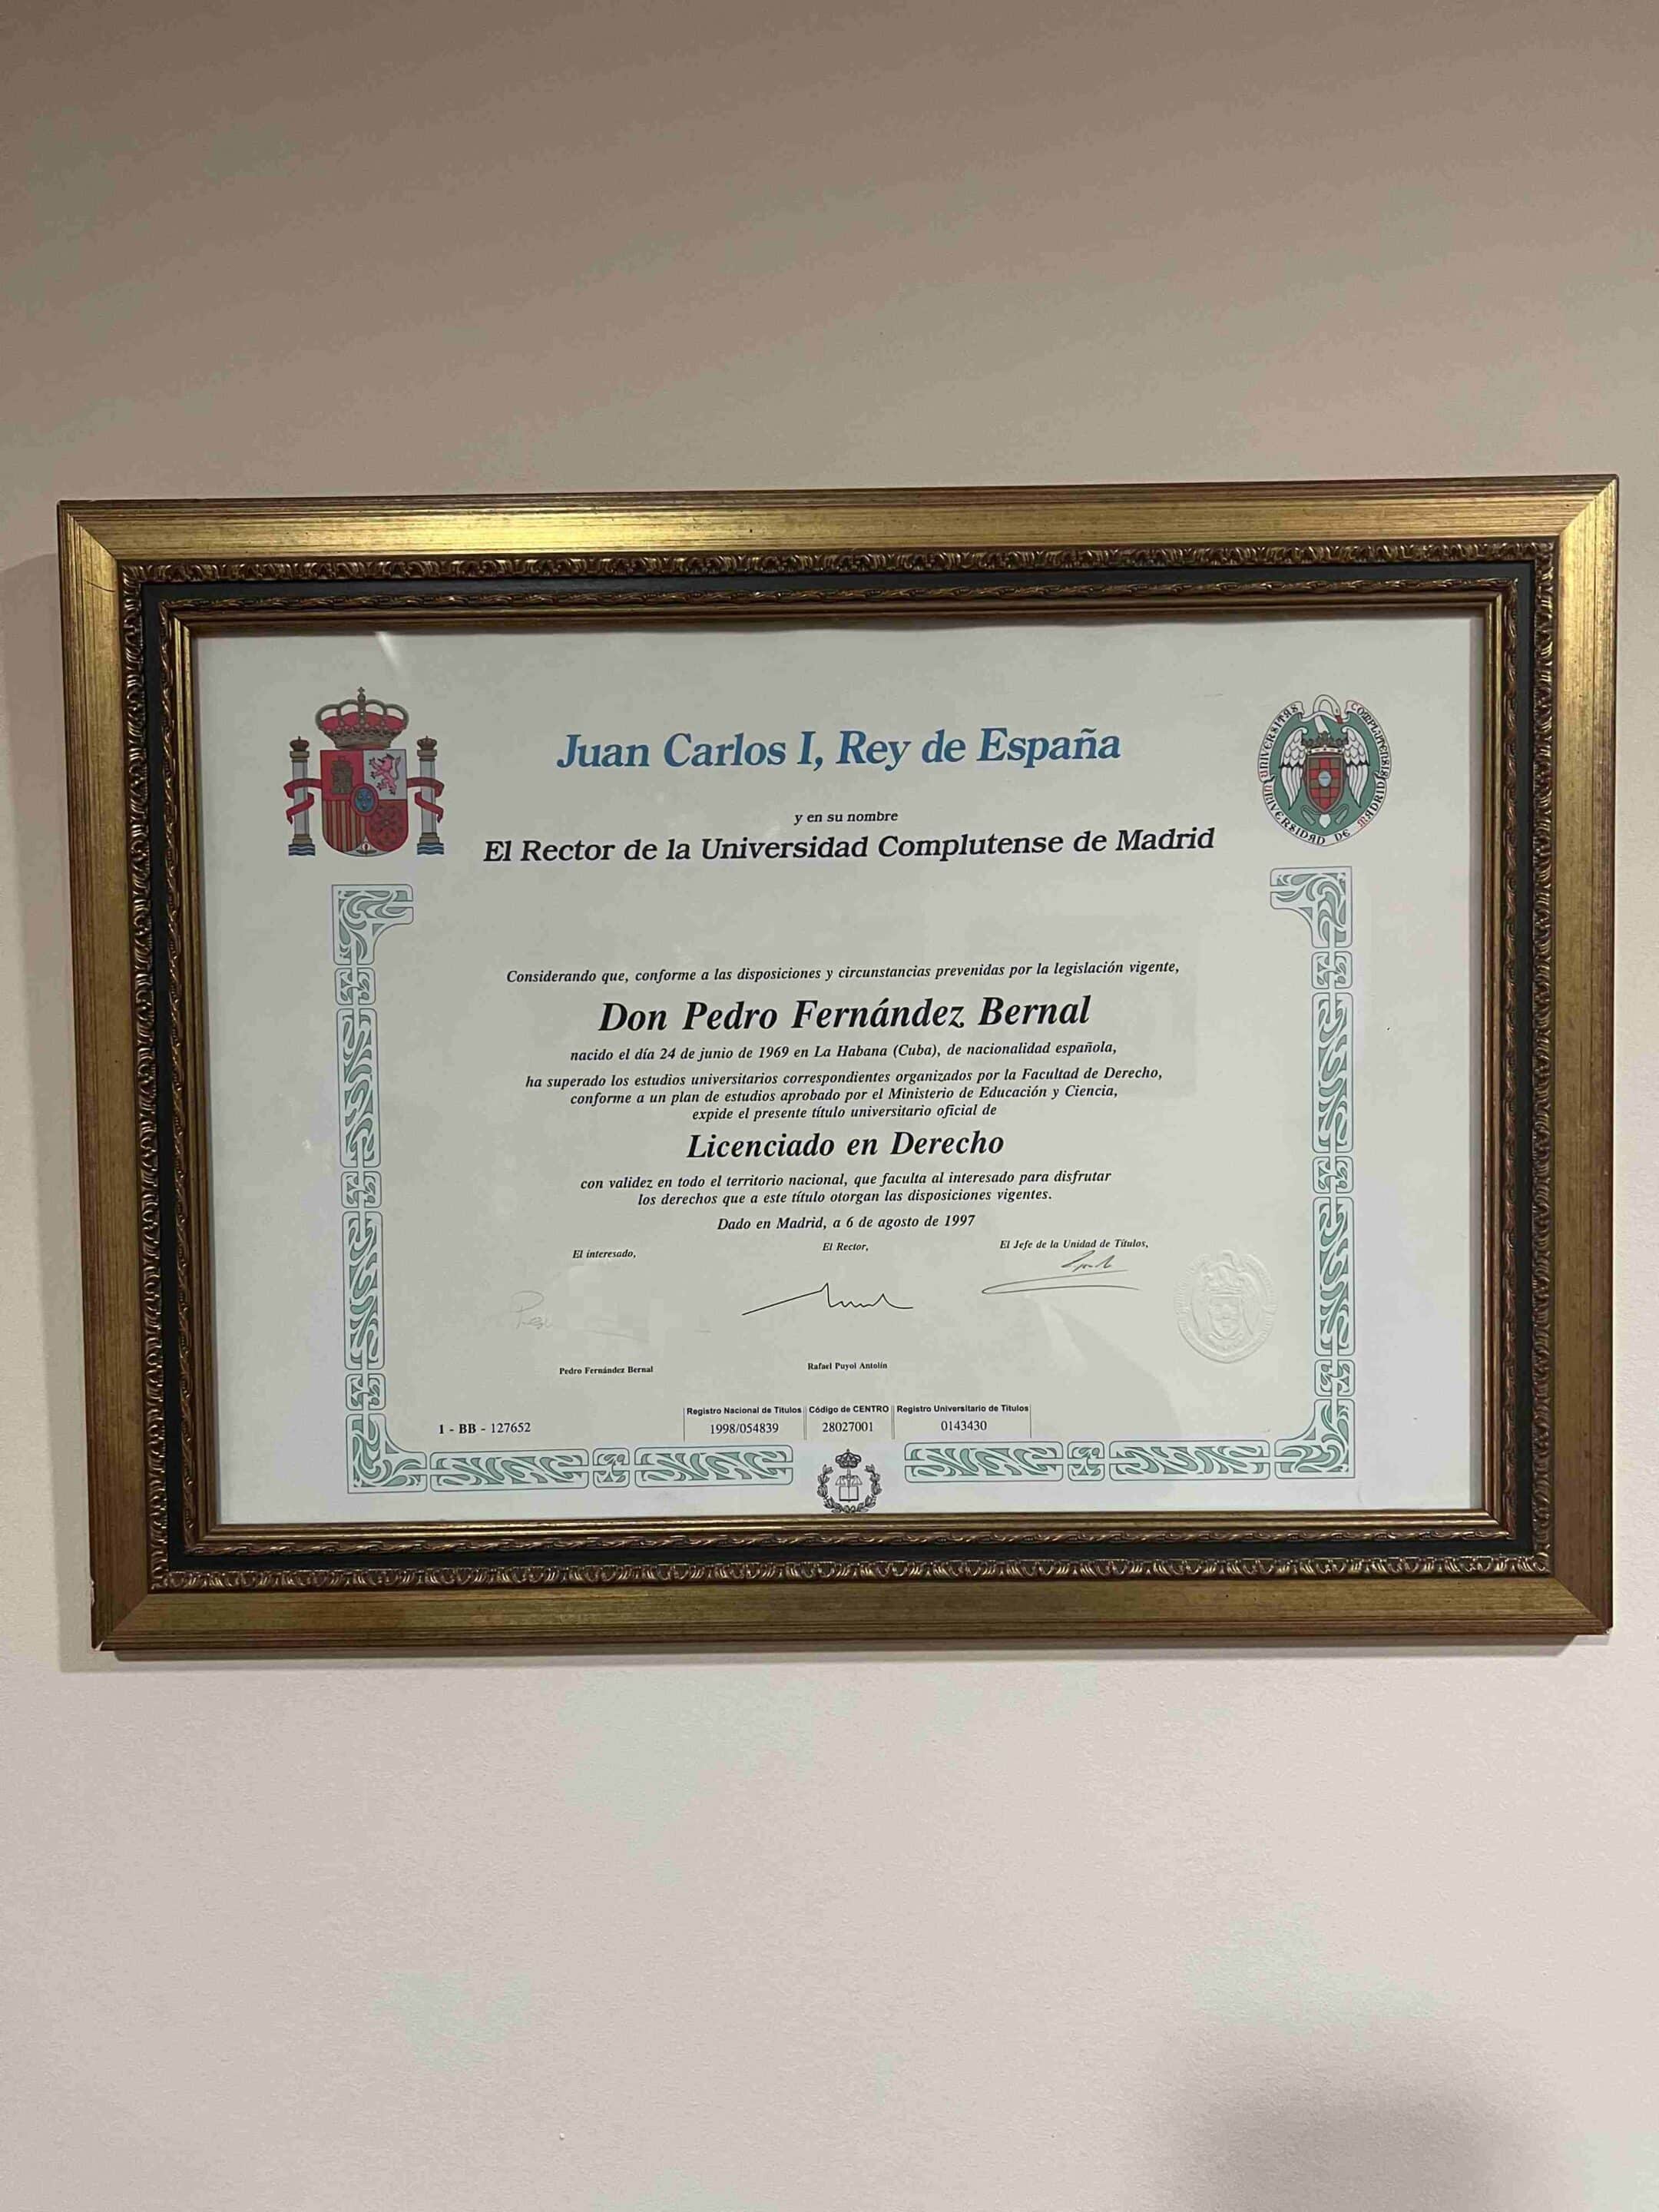 Juan Carlos I, Rey de España
UNIVERSITAS COMPLUTENSIS
UNIVERSIDAD DE MADRID
y en su nombre
El Rector de la Universidad Complutense de Madrid
Considerando que, conforme a las disposiciones y circunstancias prevenidas por la legislación vigente,
Don Pedro Fernández Bernal
nacido el día 24 de junio de 1969 en La Habana (Cuba), de nacionalidad española,
ha superado los estudios universitarios correspondientes organizados por la Facultad de Derecho,
conforme a un plan de estudios aprobado por el Ministerio de Educación y Ciencia,
expide el presente título universitario oficial de
Licenciado en Derecho
con validez en todo el territorio nacional, que faculta al interesado para disfrutar
los derechos que a este título otorgan las disposiciones vigentes.
Dado en Madrid, a 6 de agosto de 1997
El interesado, El Rector, El Jefe de la Unidad de Títulos,
Pedro Fernández Bernal Rafael Puyol Antolín
Registro Nacional de Títulos Código de CENTRO Registro Universitario de Títulos
1 - BB - 127652 1998/054839 28027001 0143430